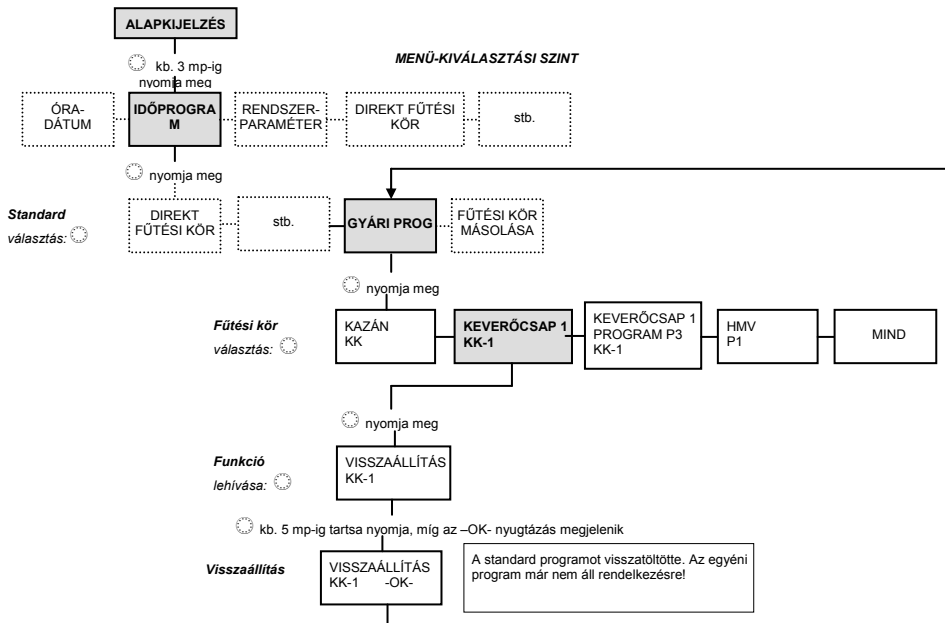 ALAPKIJELZÉS
kb. 3 mp-ig
nyomja meg
MENÜ-KIVÁLASZTÁSI SZINT
ÓRA-
DÁTUM
IDŐPROGRA
M
RENDSZER-
PARAMÉTER
DIREKT FŰTÉSI
KÖR
stb.
nyomja meg
Standard
választás:
DIREKT
FŰTÉSI KÖR
stb.
GYÁRI PROG
FŰTÉSI KÖR
MÁSOLÁSA
nyomja meg
Fűtési kör
választás:
KAZÁN
KK
KEVERŐCSAP 1
KK-1
KEVERŐCSAP 1
PROGRAM P3
KK-1
HMV
P1
MIND
nyomja meg
Funkció
lehívása:
VISSZAÁLLÍTÁS
KK-1
kb. 5 mp-ig tartsa nyomja, míg az –OK- nyugtázás megjelenik
Visszaállítás
VISSZAÁLLÍTÁS
KK-1 -OK-
A standard programot visszatöltötte. Az egyéni
program már nem áll rendelkezésre!